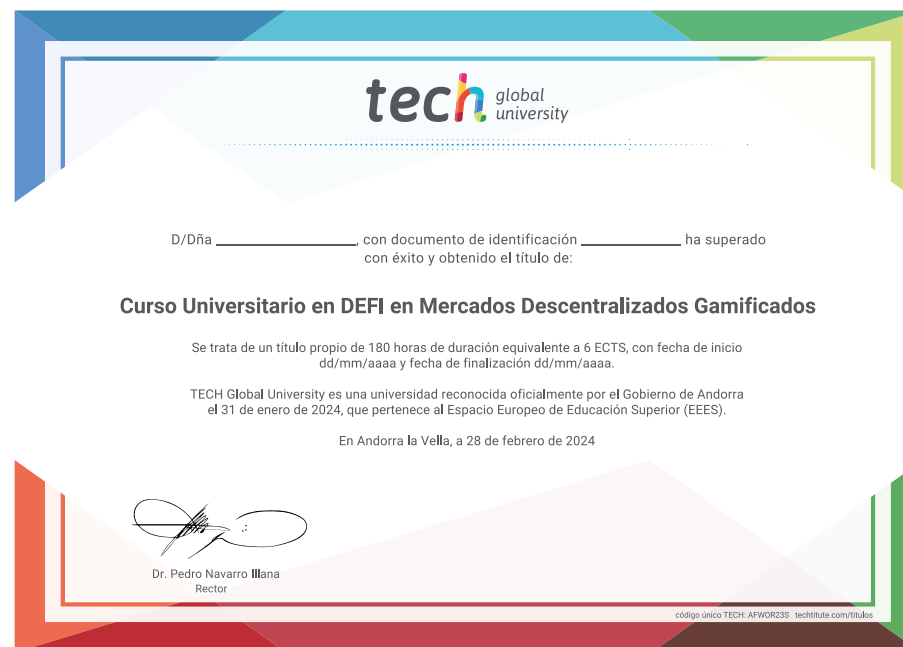 tech global university
D/Dña ______________, con documento de identificación __________ ha superado
con éxito y obtenido el título de:
Curso Universitario en DEFI en Mercados Descentralizados Gamificados
Se trata de un título propio de 180 horas de duración equivalente a 6 ECTS, con fecha de inicio
dd/mm/aaaa y fecha de finalización dd/mm/aaaa.
TECH Global University es una universidad reconocida oficialmente por el Gobierno de Andorra
el 31 de enero de 2024, que pertenece al Espacio Europeo de Educación Superior (EEES).
En Andorra la Vella, a 28 de febrero de 2024
Dr. Pedro Navarro Illana
Rector
código único TECH: AFWOR23S techtitute.com/titulos